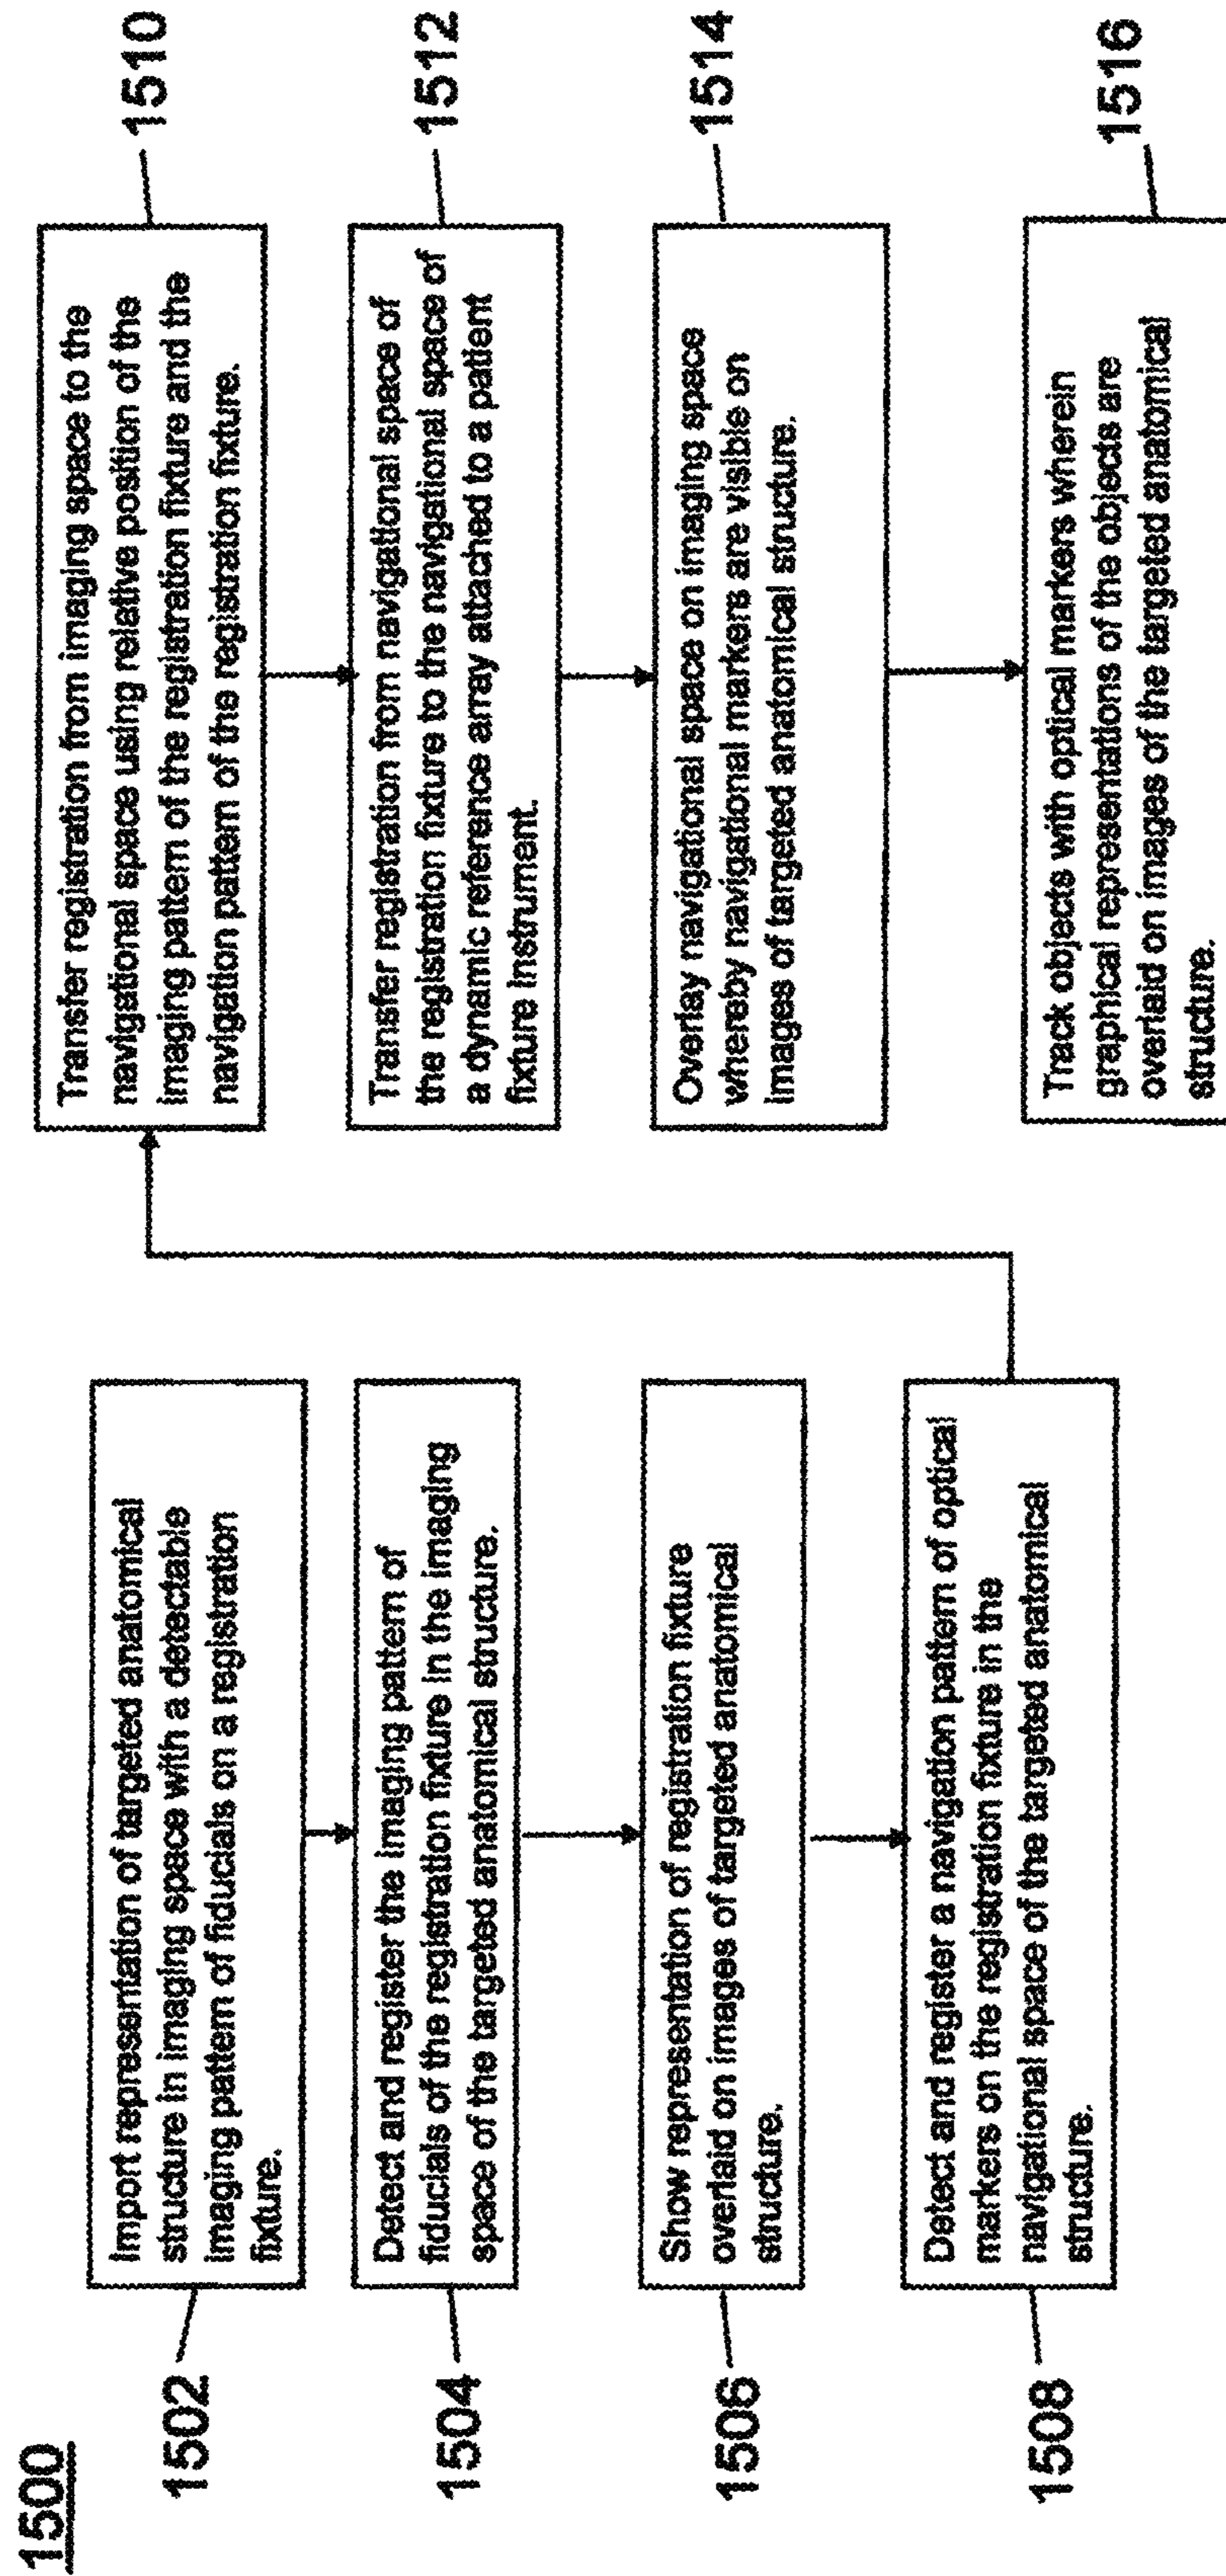 1500
1502
Import representation of targeted anatomical
structure in imaging space with a detectable
imaging pattern of fiducials on a registration
fixture.
1504
Detect and register the imaging pattern of
fiducials of the registration fixture in the imaging
space of the targeted anatomical structure.
1506
Show representation of registration fixture
overlaid on images of targeted anatomical
structure.
1508
Detect and register a navigation pattern of optical
markers on the registration fixture in the
navigational space of the targeted anatomical
structure.
1510
Transfer registration from imaging space to the
navigational space using relative position of the
imaging pattern of the registration fixture and the
navigation pattern of the registration fixture.
1512
Transfer registration from navigational space of
the registration fixture to the navigational space of
a dynamic reference array attached to a patient
fixture instrument.
1514
Overlay navigational space on imaging space
whereby navigational markers are visible on
images of targeted anatomical structure.
1516
Track objects with optical markers wherein
graphical representations of the objects are
overlaid on images of the targeted anatomical
structure.